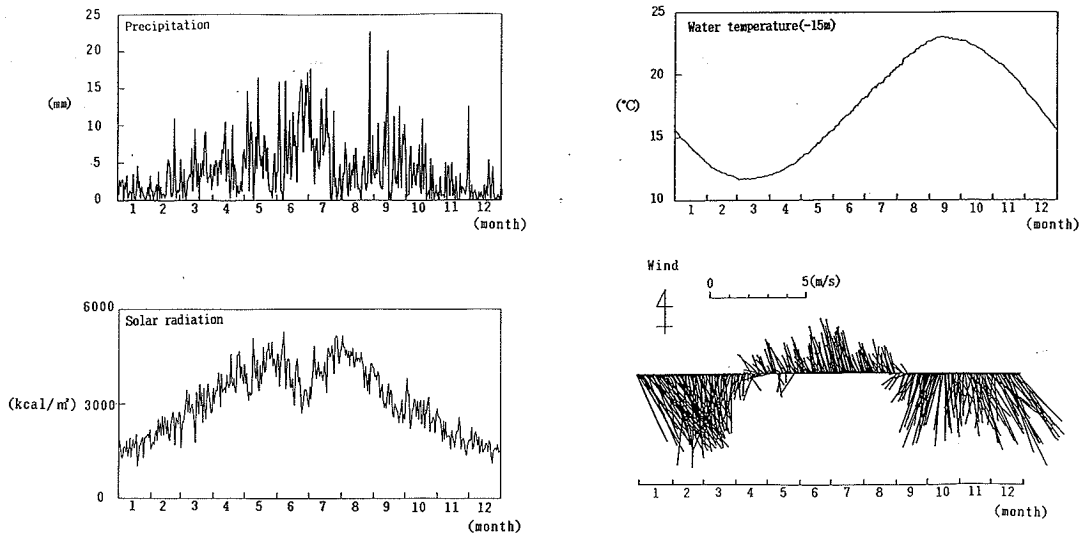 Precipitation
25
20
15
(mm)
10
5
0
1 2 3 4 5 6 7 8 9 10 11 12
(month)
25
Water temperature(-15m)
20
(℃)
15
10
1 2 3 4 5 6 7 8 9 10 11 12
(month)
6000
Solar radiation
(kcal/㎡)
3000
0
1 2 3 4 5 6 7 8 9 10 11 12
(month)
Wind
0 5(m/s)
1 2 3 4 5 6 7 8 9 10 11 12
(month)